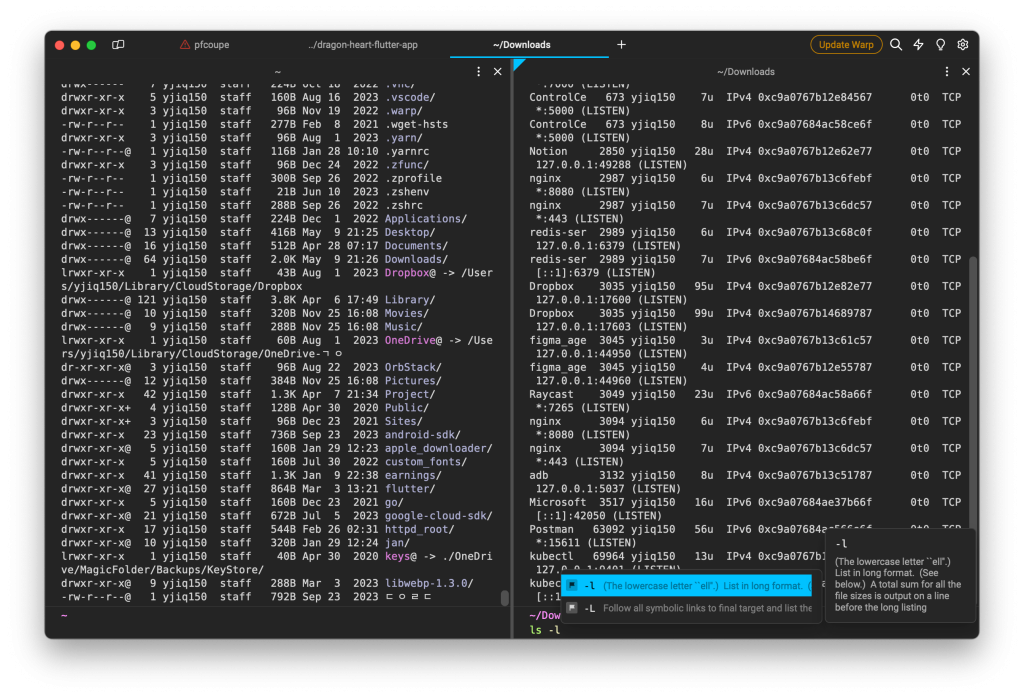 pfcoupe
../dragon-heart-flutter-app
~/Downloads
Update Warp
~
drwx------ 7 yjiq150 staff 224B Oct 18 2022 .vnc/
drwxr-xr-x 5 yjiq150 staff 160B Aug 16 2023 .vscode/
drwxr-xr-x 3 yjiq150 staff 96B Nov 19 2022 .warp/
-rw-r--r-- 1 yjiq150 staff 277B Feb 8 2021 .wget-hsts
drwxr-xr-x 3 yjiq150 staff 96B Aug 1 2023 .yarn/
-rw-r--r--@ 1 yjiq150 staff 116B Jan 28 10:10 .yarnrc
drwxr-xr-x 3 yjiq150 staff 96B Dec 24 2022 .zfunc/
-rw-r--r-- 1 yjiq150 staff 300B Sep 26 2022 .zprofile
-rw-r--r-- 1 yjiq150 staff 21B Jun 10 2023 .zshenv
-rw-r--r-- 1 yjiq150 staff 288B Sep 26 2022 .zshrc
drwx------@ 7 yjiq150 staff 224B Dec 1 2022 Applications/
drwx------@ 13 yjiq150 staff 416B May 9 21:25 Desktop/
drwx------@ 16 yjiq150 staff 512B Apr 28 07:17 Documents/
drwx------@ 64 yjiq150 staff 2.0K May 9 21:26 Downloads/
lrwxr-xr-x 1 yjiq150 staff 43B Aug 1 2023 Dropbox@ -> /User
s/yjiq150/Library/CloudStorage/Dropbox
drwx------@ 121 yjiq150 staff 3.8K Apr 6 17:49 Library/
drwx------@ 10 yjiq150 staff 320B Nov 25 16:08 Movies/
drwx------@ 9 yjiq150 staff 288B Nov 25 16:08 Music/
lrwxr-xr-x 1 yjiq150 staff 60B Aug 1 2023 OneDrive@ -> /Use
rs/yjiq150/Library/CloudStorage/OneDrive-ㄱ ㅇ
dr-xr-xr-x@ 3 yjiq150 staff 96B Aug 22 2023 OrbStack/
drwx------@ 12 yjiq150 staff 384B Nov 25 16:08 Pictures/
drwxr-xr-x 42 yjiq150 staff 1.3K Apr 7 21:34 Project/
drwxr-xr-x+ 4 yjiq150 staff 128B Apr 30 2020 Public/
drwxr-xr-x+ 3 yjiq150 staff 96B Dec 23 2021 Sites/
drwxr-xr-x 23 yjiq150 staff 736B Sep 23 2023 android-sdk/
drwxr-xr-x@ 5 yjiq150 staff 160B Jan 29 12:23 apple_downloader/
drwxr-xr-x 5 yjiq150 staff 160B Jul 30 2022 custom_fonts/
drwxr-xr-x 41 yjiq150 staff 1.3K Jan 9 22:38 earnings/
drwxr-xr-x@ 27 yjiq150 staff 864B Mar 3 13:21 flutter/
drwxr-xr-x 5 yjiq150 staff 160B Dec 23 2021 go/
drwxr-xr-x@ 21 yjiq150 staff 672B Jul 5 2023 google-cloud-sdk/
drwxr-xr-x 17 yjiq150 staff 544B Feb 26 02:31 httpd_root/
drwxr-xr-x@ 10 yjiq150 staff 320B Jan 29 12:24 jan/
lrwxr-xr-x 1 yjiq150 staff 40B Apr 30 2020 keys@ -> ./OneDri
ve/MagicFolder/Backups/KeyStore/
drwxr-xr-x@ 9 yjiq150 staff 288B Mar 3 2023 libwebp-1.3.0/
drwxr-xr-x 5 yjiq150 staff 792B Sep 23 2023 ㄷㅇㄹㄷ
~
~/Downloads
*:7000 (LISTEN)
ControlCe 673 yjiq150 7u IPv4 0xc9a0767b12e84567 0t0 TCP
*:5000 (LISTEN)
ControlCe 673 yjiq150 8u IPv6 0xc9a07684ac58ce6f 0t0 TCP
*:5000 (LISTEN)
Notion 2850 yjiq150 28u IPv4 0xc9a0767b12e62e77 0t0 TCP
127.0.0.1:49288 (LISTEN)
nginx 2987 yjiq150 6u IPv4 0xc9a0767b13c6febf 0t0 TCP
*:8080 (LISTEN)
nginx 2987 yjiq150 7u IPv4 0xc9a0767b13c6dc57 0t0 TCP
*:443 (LISTEN)
redis-ser 2989 yjiq150 6u IPv4 0xc9a0767b13c68c0f 0t0 TCP
127.0.0.1:6379 (LISTEN)
redis-ser 2989 yjiq150 7u IPv6 0xc9a07684ac58be6f 0t0 TCP
[::1]:6379 (LISTEN)
Dropbox 3035 yjiq150 95u IPv4 0xc9a0767b12e82e77 0t0 TCP
127.0.0.1:17600 (LISTEN)
Dropbox 3035 yjiq150 99u IPv4 0xc9a0767b14689787 0t0 TCP
127.0.0.1:17603 (LISTEN)
figma_age 3045 yjiq150 3u IPv4 0xc9a0767b13c61c57 0t0 TCP
127.0.0.1:44950 (LISTEN)
figma_age 3045 yjiq150 4u IPv4 0xc9a0767b12e55787 0t0 TCP
127.0.0.1:44960 (LISTEN)
Raycast 3049 yjiq150 23u IPv6 0xc9a07684ac58a66f 0t0 TCP
*:7265 (LISTEN)
nginx 3094 yjiq150 6u IPv4 0xc9a0767b13c6febf 0t0 TCP
*:8080 (LISTEN)
nginx 3094 yjiq150 7u IPv4 0xc9a0767b13c6dc57 0t0 TCP
*:443 (LISTEN)
adb 3132 yjiq150 8u IPv4 0xc9a0767b13c51787 0t0 TCP
127.0.0.1:5037 (LISTEN)
Microsoft 3517 yjiq150 16u IPv6 0xc9a07684ae37b66f 0t0 TCP
[::1]:42050 (LISTEN)
Postman 63092 yjiq150 56u IPv6 0t0 TCP
*:15611 (LISTEN)
kubectl 69964 yjiq150 13u IPv4
(LISTEN)
kubec
[::1
-l (The lowercase letter ``ell''.) List in long format. (
-L Follow all symbolic links to final target and list the
-l
(The lowercase letter ``ell''.)
List in long format. (See
below.) A total sum for all the
file sizes is output on a line
before the long listing
~/Dow
ls -l